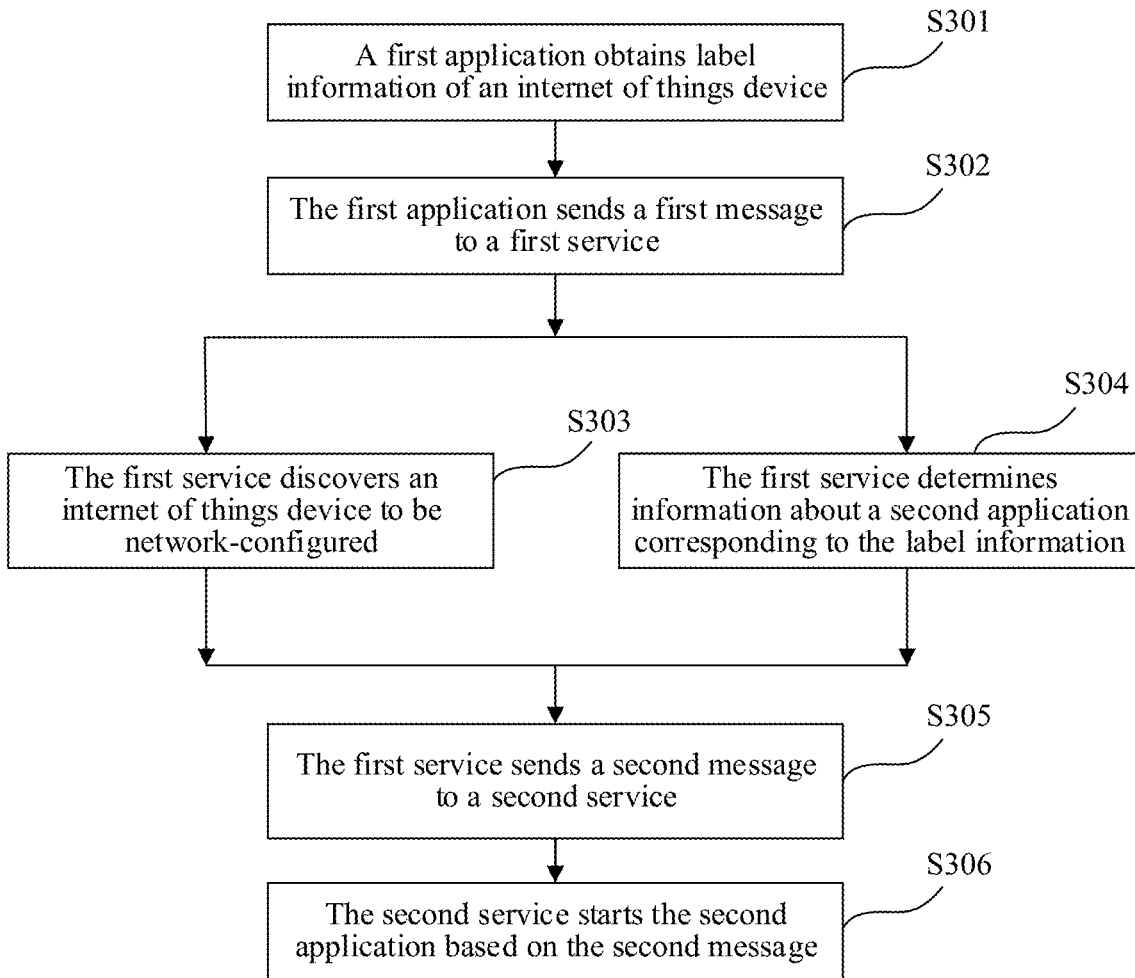 S301
A first application obtains label
information of an internet of things device
S302
The first application sends a first message
to a first service
S304
S303
The first service discovers an
internet of things device to be
network-configured
The first service determines
information about a second application
corresponding to the label information
S305
The first service sends a second message
to a second service
S306
The second service starts the second
application based on the second message